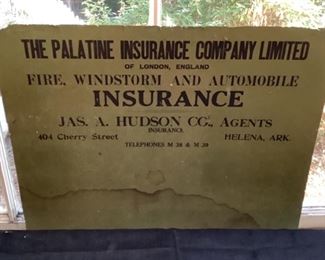 THE PALATINE INSURANCE COMPANY LIMITED
OF LONDON, ENGLAND
FIRE, WINDSTORM AND AUTOMOBILE
INSURANCE
JAS. A. HUDSON CO., AGENTS
INSURANCE
404 Cherry Street HELENA, ARK.
TELEPHONES M 38 & M 39